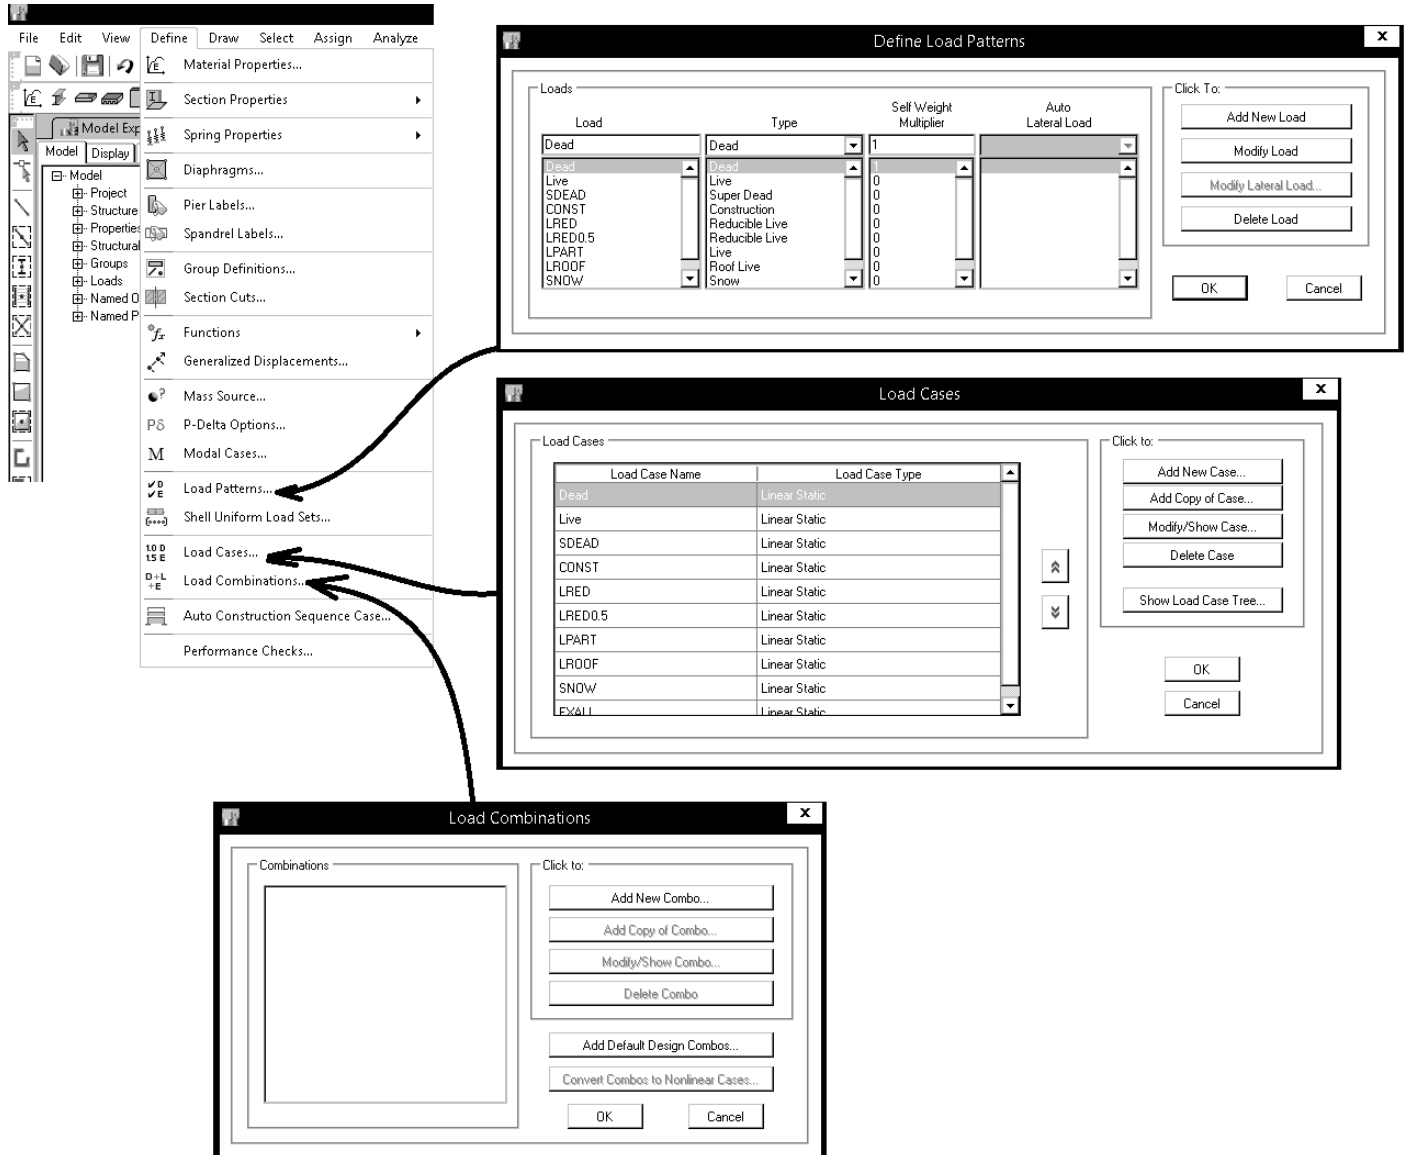 File Edit View Define Draw Select Assign Analyze
Material Properties...
Section Properties
Model Exp
Spring Properties
Model Display
Model
Project
Structure
Properties
Structural
Groups
Loads
Named O
Named P
Diaphragms...
Pier Labels...
Spandrel Labels...
Group Definitions...
Section Cuts...
Functions
Generalized Displacements...
Mass Source...
Pδ P-Delta Options...
M Modal Cases...
Load Patterns...
Shell Uniform Load Sets...
Load Cases...
Load Combinations...
Auto Construction Sequence Case...
Performance Checks...
Define Load Patterns X
Loads
Load Type Self Weight Multiplier Auto Lateral Load
Dead Dead 1
Dead Dead 1
Live Live 0
SDEAD Super Dead 0
CONST Construction 0
LRED Reducible Live 0
LRED0.5 Reducible Live 0
LPART Live 0
LROOF Roof Live 0
SNOW Snow 0
Click To:
Add New Load
Modify Load
Modify Lateral Load...
Delete Load
OK Cancel
Load Cases X
Load Cases
Load Case Name Load Case Type
Dead Linear Static
Live Linear Static
SDEAD Linear Static
CONST Linear Static
LRED Linear Static
LRED0.5 Linear Static
LPART Linear Static
LROOF Linear Static
SNOW Linear Static
EXALL Linear Static
Click to:
Add New Case...
Add Copy of Case...
Modify/Show Case...
Delete Case
Show Load Case Tree...
OK
Cancel
Load Combinations X
Combinations
Click to:
Add New Combo...
Add Copy of Combo...
Modify/Show Combo...
Delete Combo
Add Default Design Combos...
Convert Combos to Nonlinear Cases...
OK Cancel